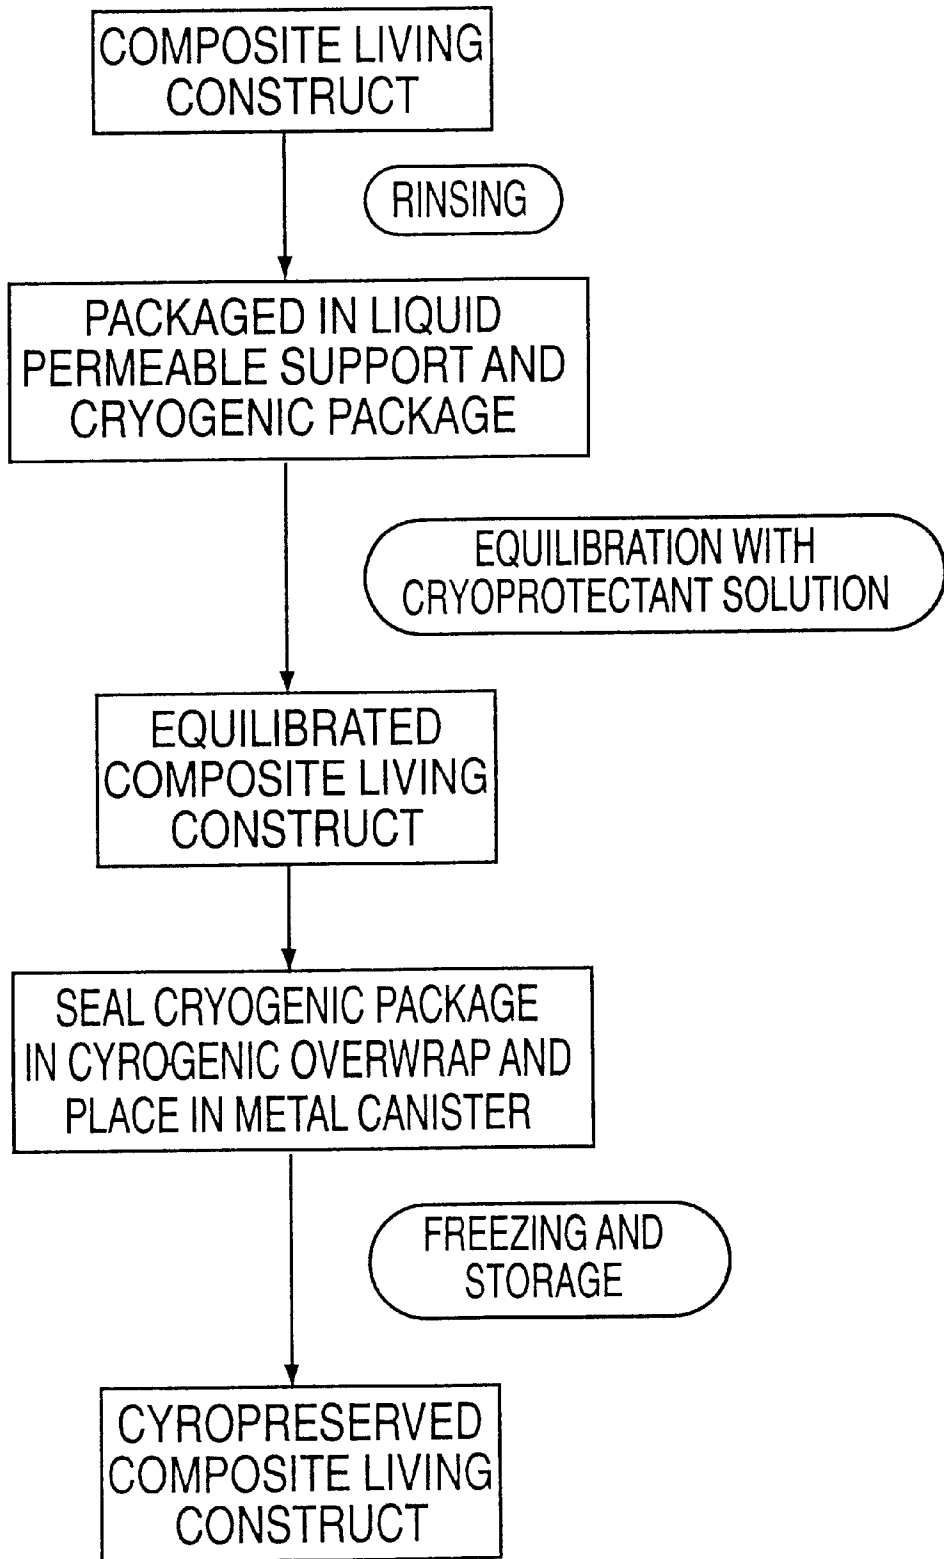 COMPOSITE LIVING
CONSTRUCT
RINSING
PACKAGED IN LIQUID
PERMEABLE SUPPORT AND
CRYOGENIC PACKAGE
EQUILIBRATION WITH
CRYOPROTECTANT SOLUTION
EQUILIBRATED
COMPOSITE LIVING
CONSTRUCT
SEAL CRYOGENIC PACKAGE
IN CYROGENIC OVERWRAP AND
PLACE IN METAL CANISTER
FREEZING AND
STORAGE
CYROPRESERVED
COMPOSITE LIVING
CONSTRUCT